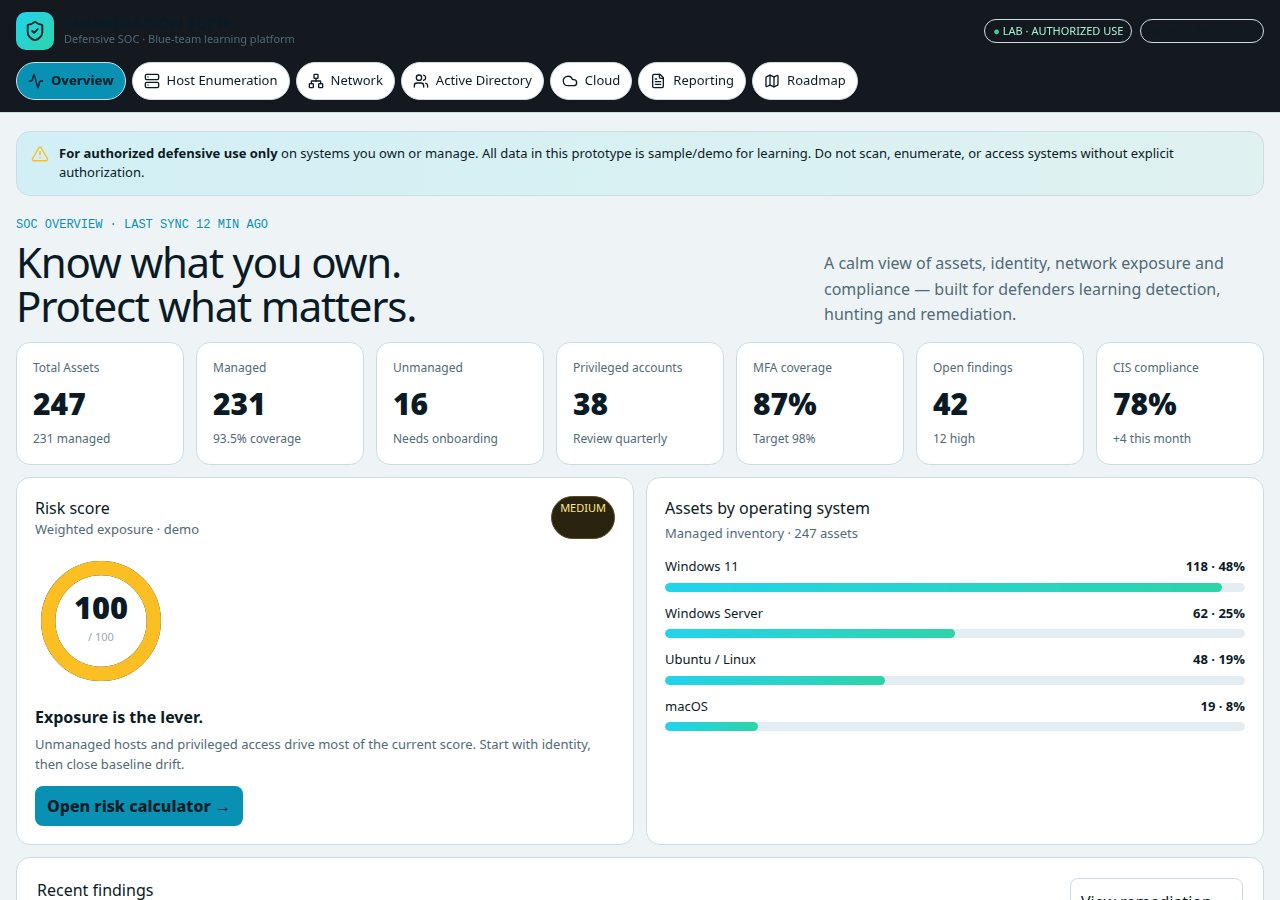 Defensive SOC · Blue-team learning platform
● LAB · AUTHORIZED USE
Overview
Host Enumeration
Network
Active Directory
Cloud
Reporting
Roadmap
For authorized defensive use only on systems you own or manage. All data in this prototype is sample/demo for learning. Do not scan, enumerate, or access systems without explicit
authorization.
SOC OVERVIEW · LAST SYNC 12 MIN AGO
Know what you own.
Protect what matters.
A calm view of assets, identity, network exposure and
compliance — built for defenders learning detection,
hunting and remediation.
Total Assets
247
231 managed
Managed
231
93.5% coverage
Unmanaged
16
Needs onboarding
Privileged accounts
38
Review quarterly
MFA coverage
87%
Target 98%
Open findings
42
12 high
CIS compliance
78%
+4 this month
Risk score
Weighted exposure · demo
MEDIUM
100
/ 100
Exposure is the lever.
Unmanaged hosts and privileged access drive most of the current score. Start with identity,
then close baseline drift.
Open risk calculator →
Assets by operating system
Managed inventory · 247 assets
Windows 11 118 · 48%
Windows Server 62 · 25%
Ubuntu / Linux 48 · 19%
macOS 19 · 8%
Recent findings
View remediation